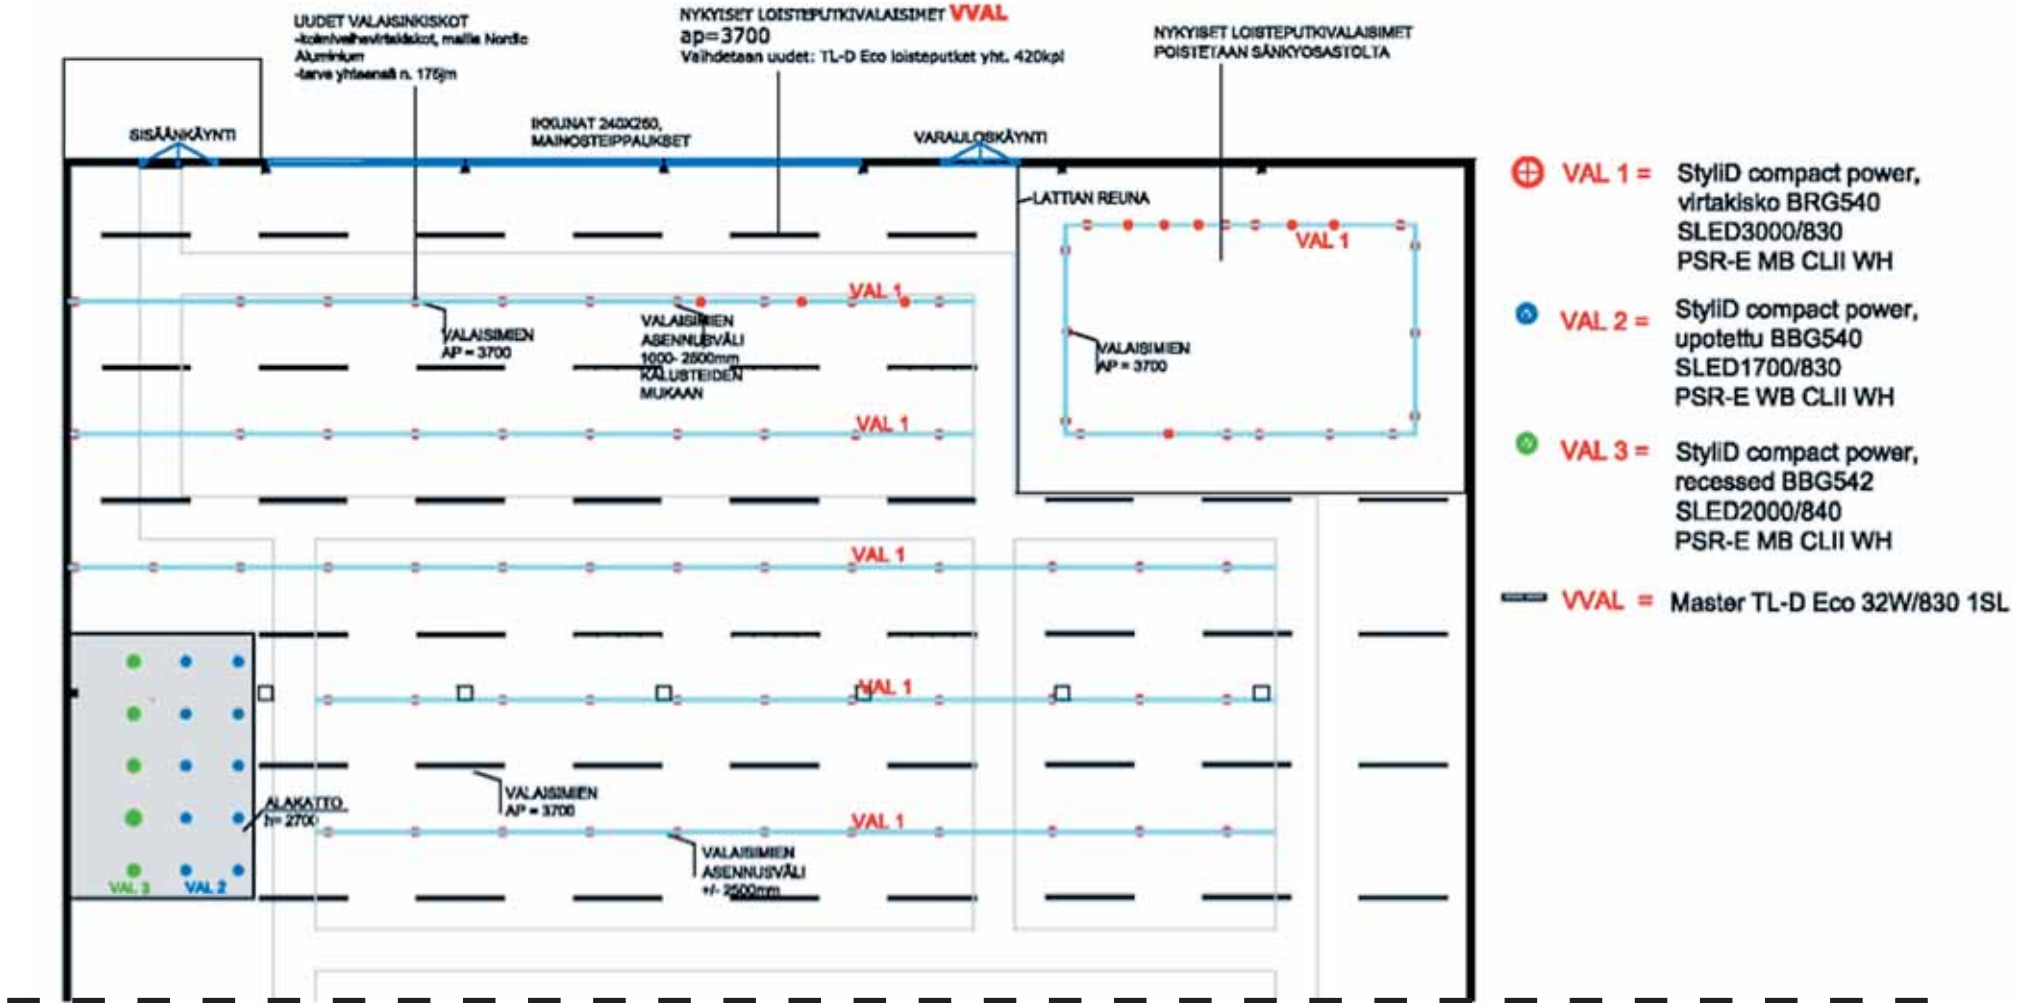 UUDET VALAISINKISKOT
-kolmivaihevirtakiskot, mallia Nordic
Aluminium
-tarve yhteensä n. 175jm
NYKYISET LOISTEPUTKIVALAISIMET VVAL
ap=3700
Vaihdetaan uudet: TL-D Eco loisteputket yht. 420kpl
NYKYISET LOISTEPUTKIVALAISIMET
POISTETAAN SÄNKYOSASTOLTA
SISÄÄNKÄYNTI
IKKUNAT 240X260,
MAINOSTEIPPAUKSET
VARAULOSKÄYNTI
LATTIAN REUNA
VAL 1
VAL 1
VALAISIMIEN
AP = 3700
VALAISIMIEN
ASENNUSVÄLI
1000- 2500mm
KALUSTEIDEN
MUKAAN
VALAISIMIEN
AP = 3700
VAL 1
VAL 1
VAL 1
VALAISIMIEN
AP = 3700
ALAKATTO
h= 2700
VAL 1
VALAISIMIEN
ASENNUSVÄLI
+/- 2500mm
VAL 3 VAL 2
VAL 1 = StyliD compact power,
virtakisko BRG540
SLED3000/830
PSR-E MB CLII WH
VAL 2 = StyliD compact power,
upotettu BBG540
SLED1700/830
PSR-E WB CLII WH
VAL 3 = StyliD compact power,
recessed BBG542
SLED2000/840
PSR-E MB CLII WH
VVAL = Master TL-D Eco 32W/830 1SL